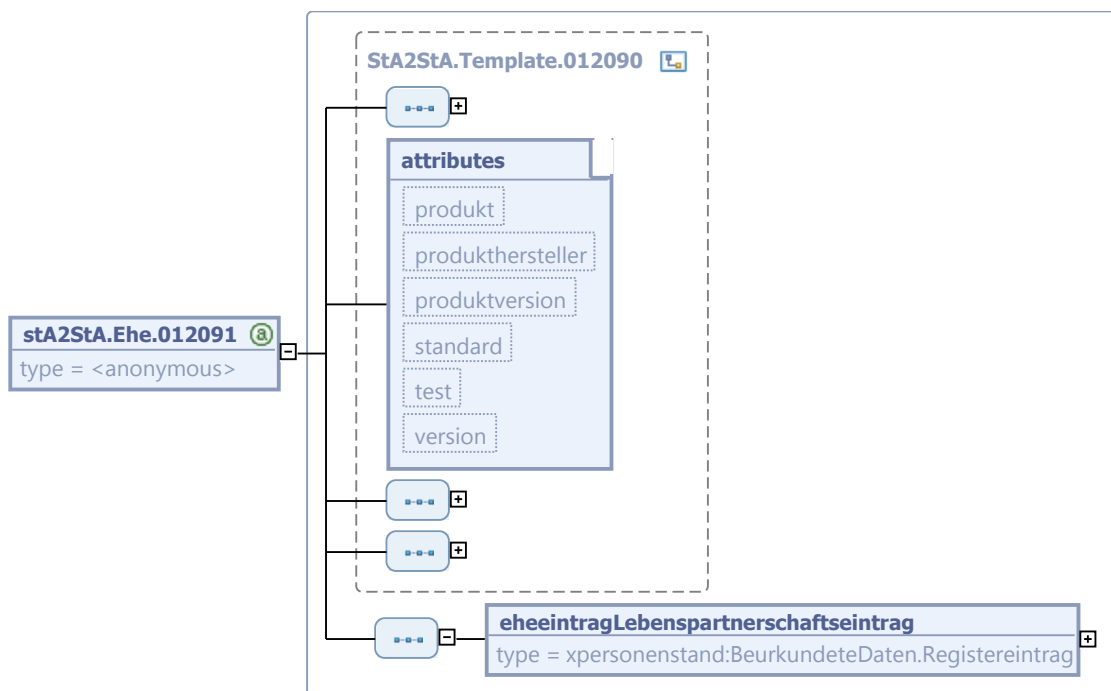 StA2StA.Template.012090
attributes
produkt
produkthersteller
produktversion
standard
test
version
stA2StA.Ehe.012091 @
type = <anonymous>
eheeintragLebenspartnerschaftseintrag
type = xpersonenstand:BeurkundeteDaten.Registereintrag